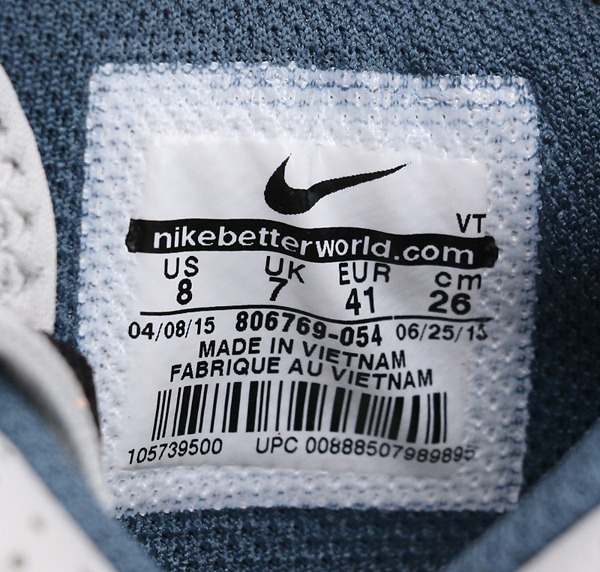 VT
nikebetterworld.com
US UK EUR cm
8 7 41 26
04/08/15 806769-054 06/25/15
MADE IN VIETNAM
FABRIQUE AU VIETNAM
105739500 UPC 00888507989895